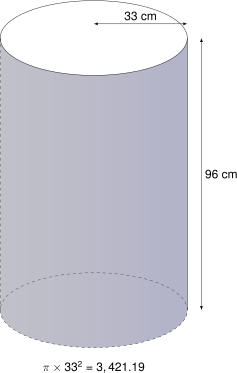 33 cm
96 cm
π × 33² = 3, 421.19